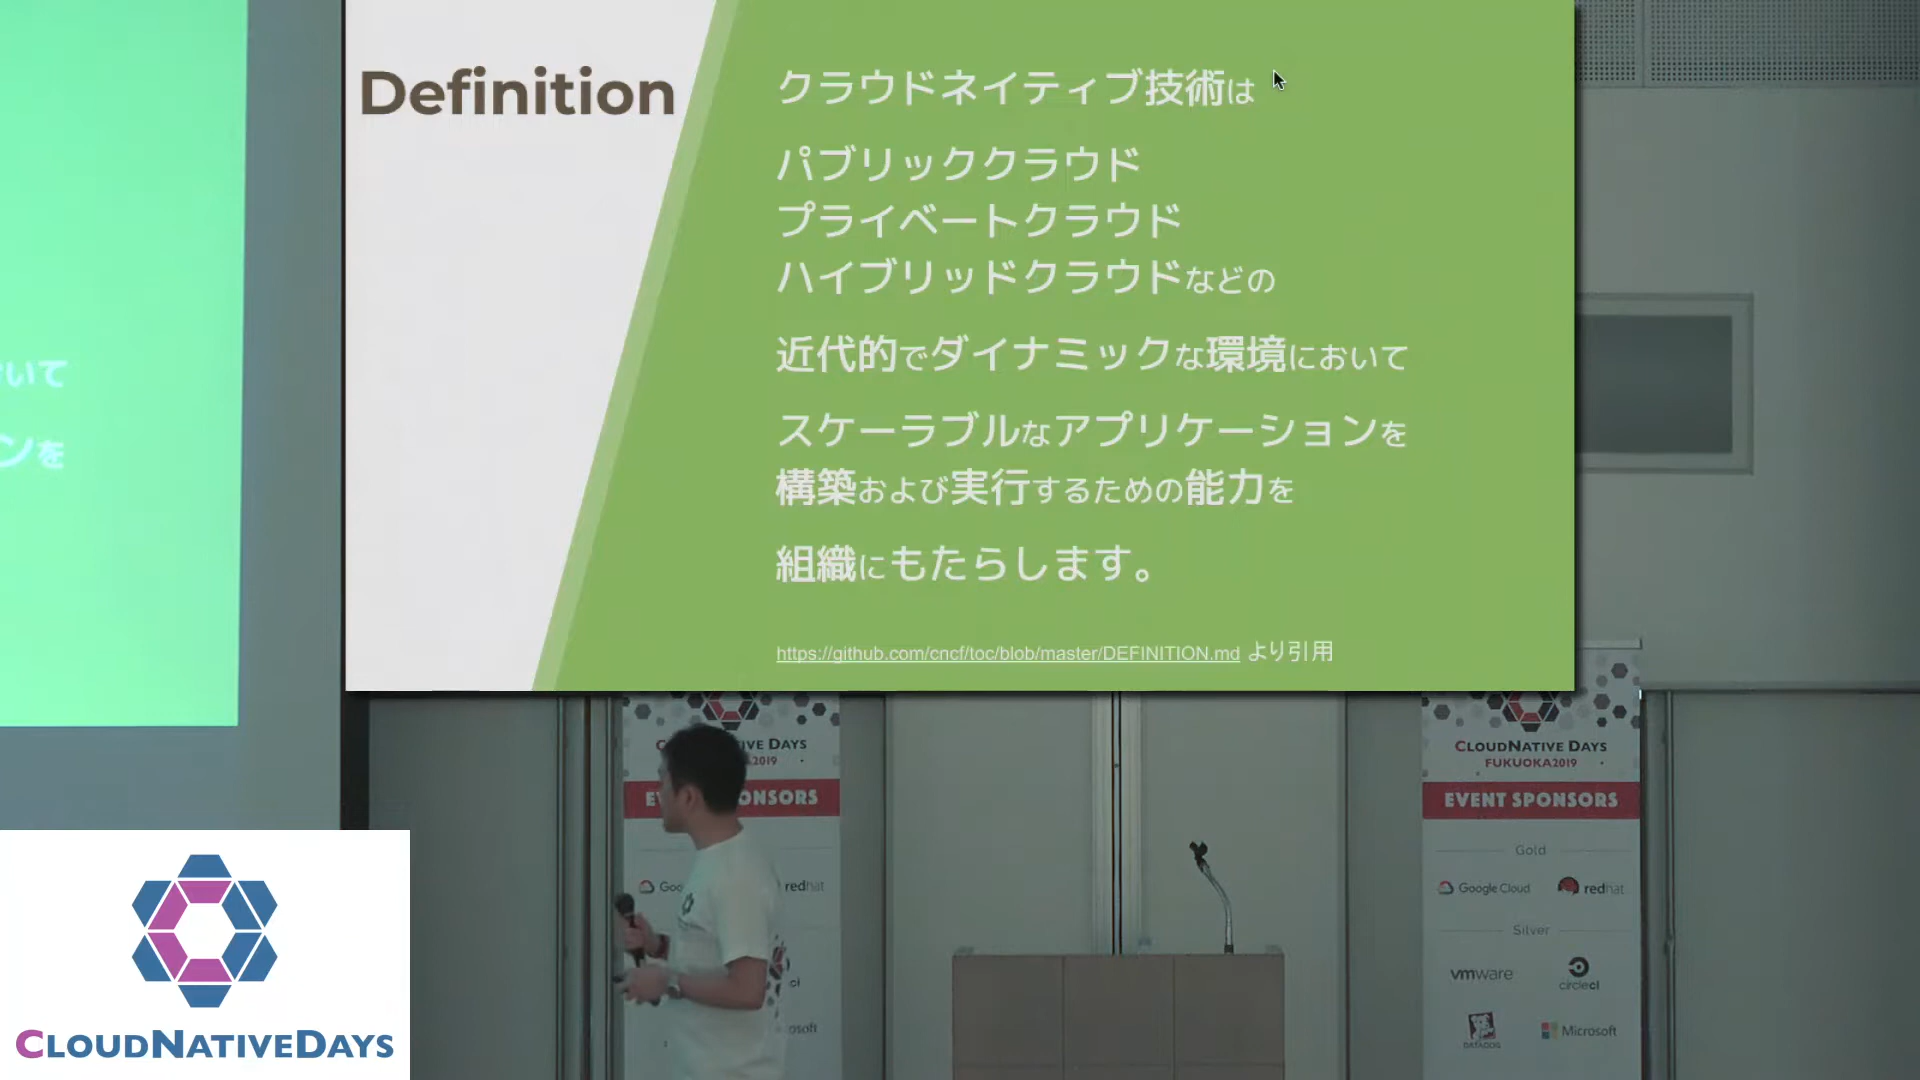 Definition
クラウドネイティブ技術は
パブリッククラウド
プライベートクラウド
ハイブリッドクラウドなどの
近代的でダイナミックな環境において
スケーラブルなアプリケーションを
構築および実行するための能力を
組織にもたらします。
https://github.com/cncf/toc/blob/master/DEFINITION.md より引用
いて
ンを
IVE DAYS
2019
EV ONSORS
Goo
redhat
ci
osoft
CLOUDNATIVE DAYS
FUKUOKA2019
EVENT SPONSORS
Gold
Google Cloud
redhat
Silver
vmware
circleci
DATADOG
Microsoft
CLOUDNATIVEDAYS